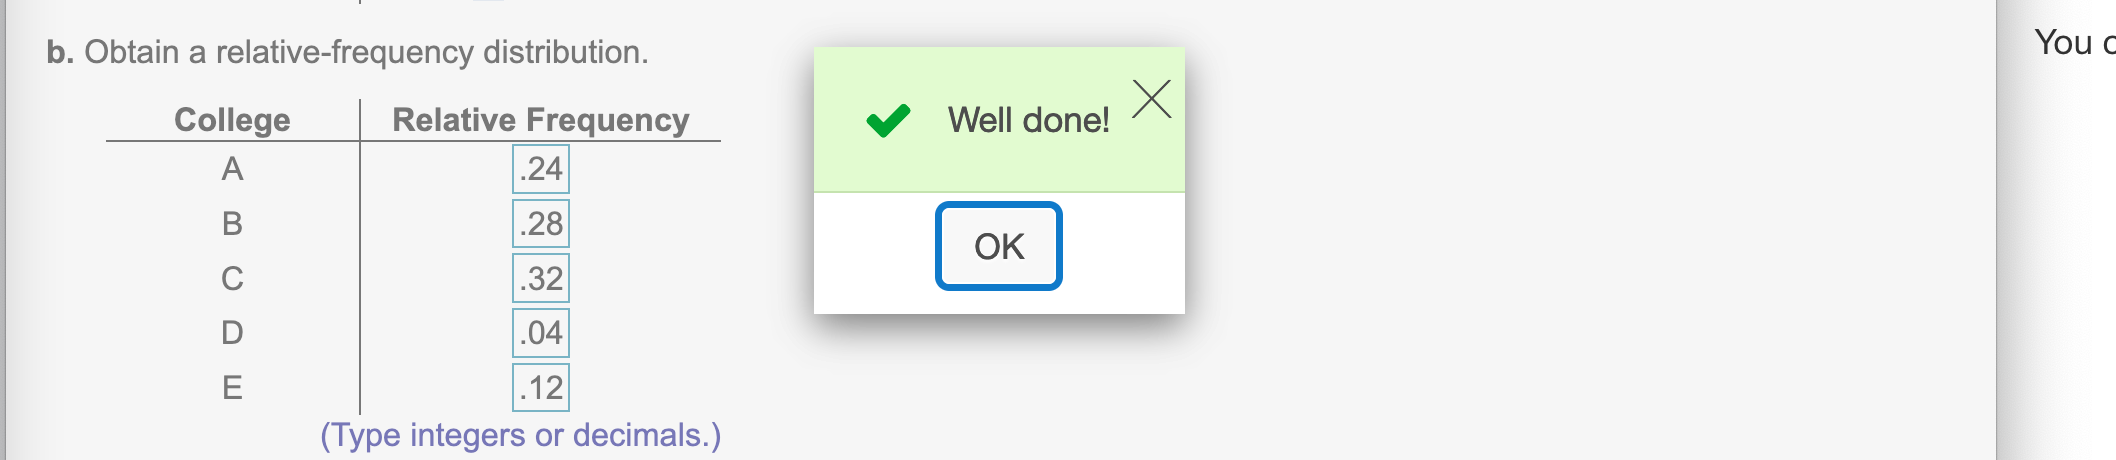 b. Obtain a relative-frequency distribution.
College Relative Frequency
A .24
B .28
C .32
D .04
E .12
(Type integers or decimals.)
Well done!
OK
You